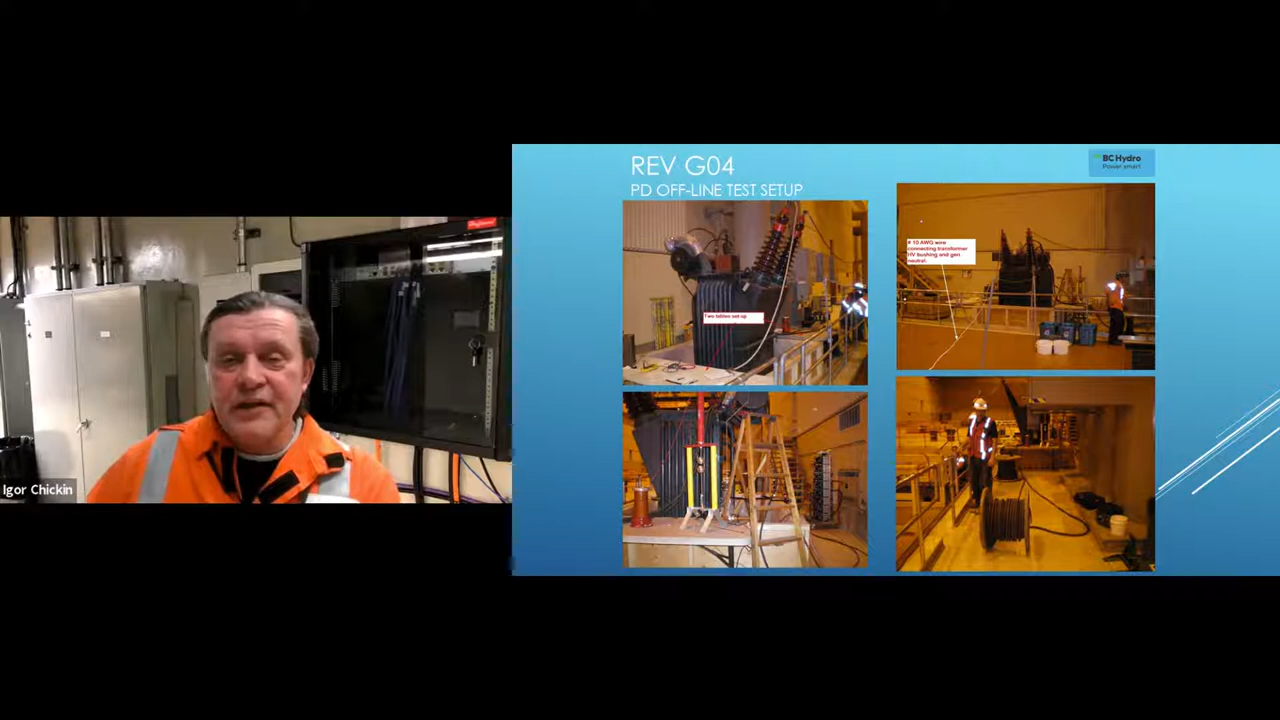 REV G04
PD OFF-LINE TEST SETUP
BC Hydro
Power smart
# 10 AWG wire
connecting transformer
HV bushing and gen
neutral
Two tables set up
Igor Chickin